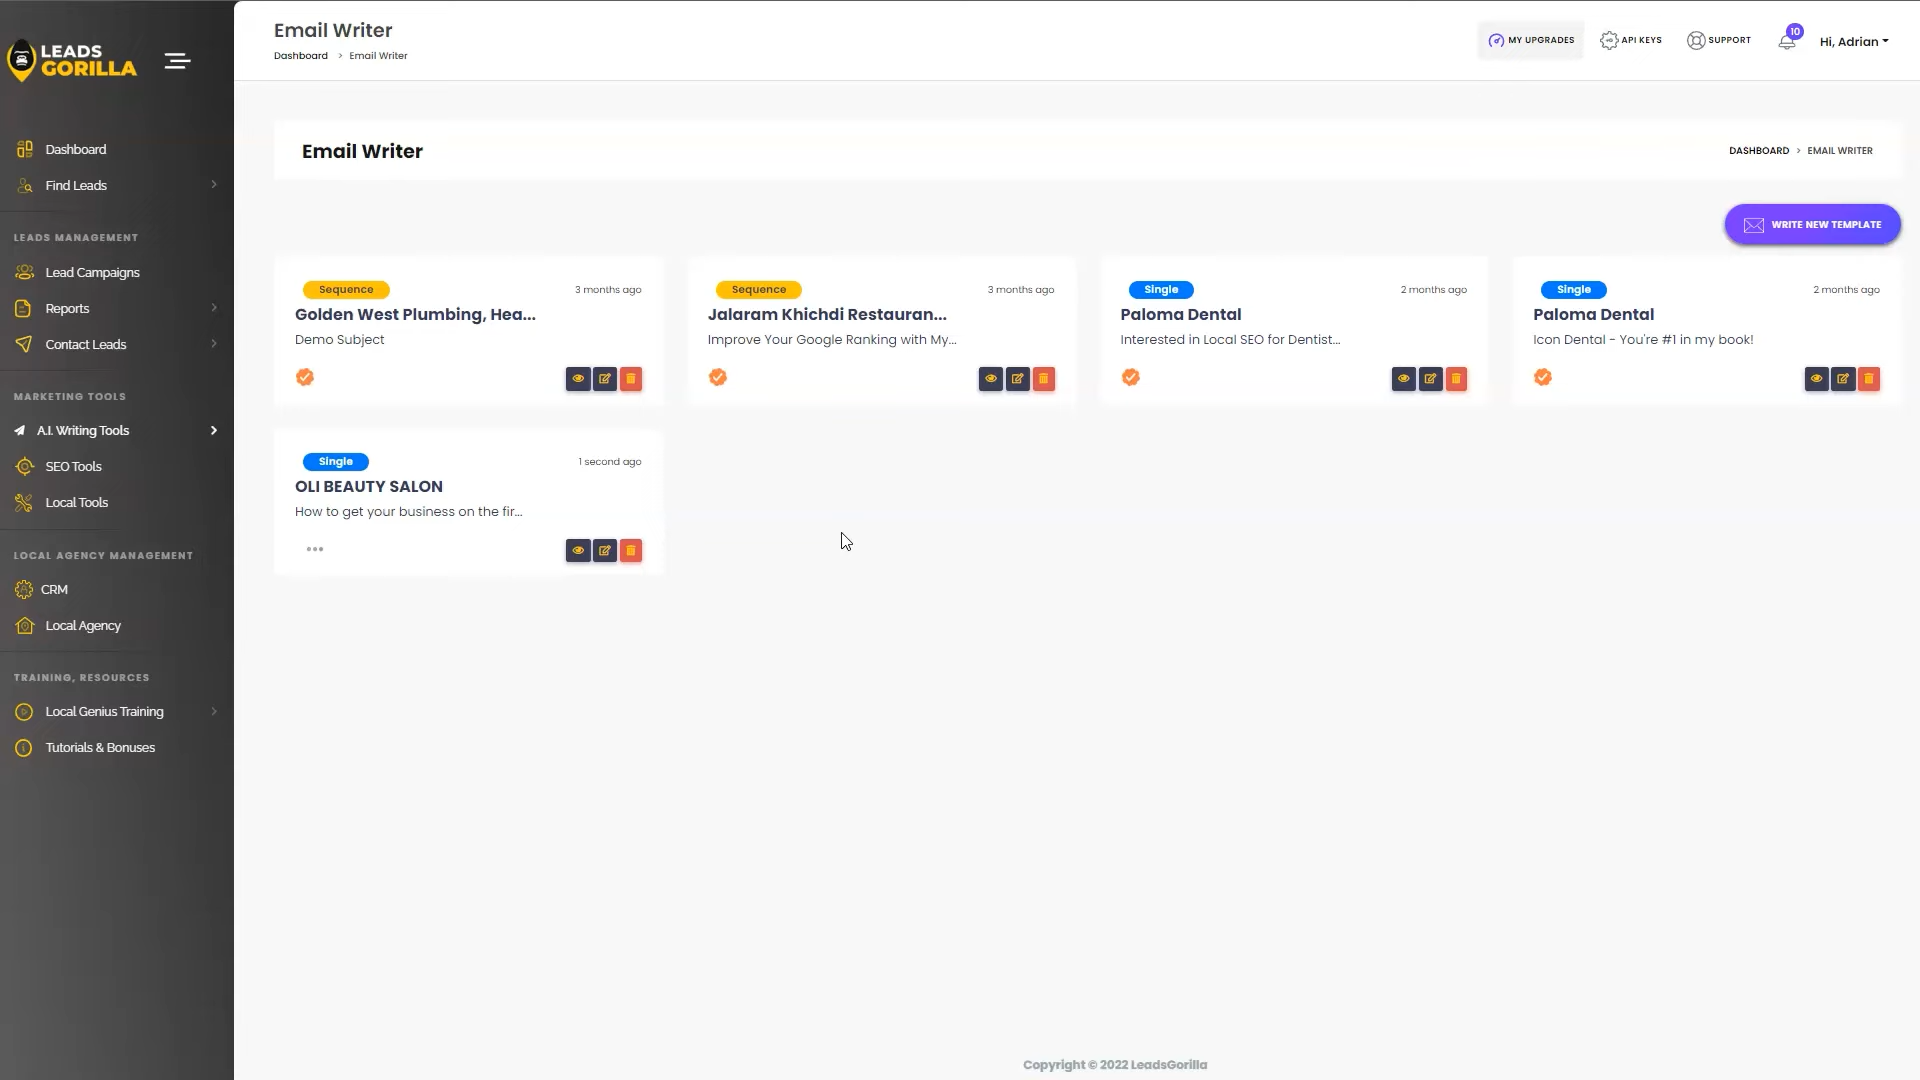 LEADS
GORILLA
Dashboard
Find Leads
LEADS MANAGEMENT
Lead Campaigns
Reports
Contact Leads
MARKETING TOOLS
A.I. Writing Tools
SEO Tools
Local Tools
LOCAL AGENCY MANAGEMENT
CRM
Local Agency
TRAINING, RESOURCES
Local Genius Training
Tutorials & Bonuses
Email Writer
Dashboard > Email Writer
MY UPGRADES
API KEYS
SUPPORT
10
Hi, Adrian
Email Writer
DASHBOARD > EMAIL WRITER
WRITE NEW TEMPLATE
Sequence
3 months ago
Golden West Plumbing, Hea...
Demo Subject
Sequence
3 months ago
Jalaram Khichdi Restauran...
Improve Your Google Ranking with My...
Single
2 months ago
Paloma Dental
Interested in Local SEO for Dentist...
Single
2 months ago
Paloma Dental
Icon Dental - You're #1 in my book!
Single
1 second ago
OLI BEAUTY SALON
How to get your business on the fir...
Copyright © 2022 LeadsGorilla